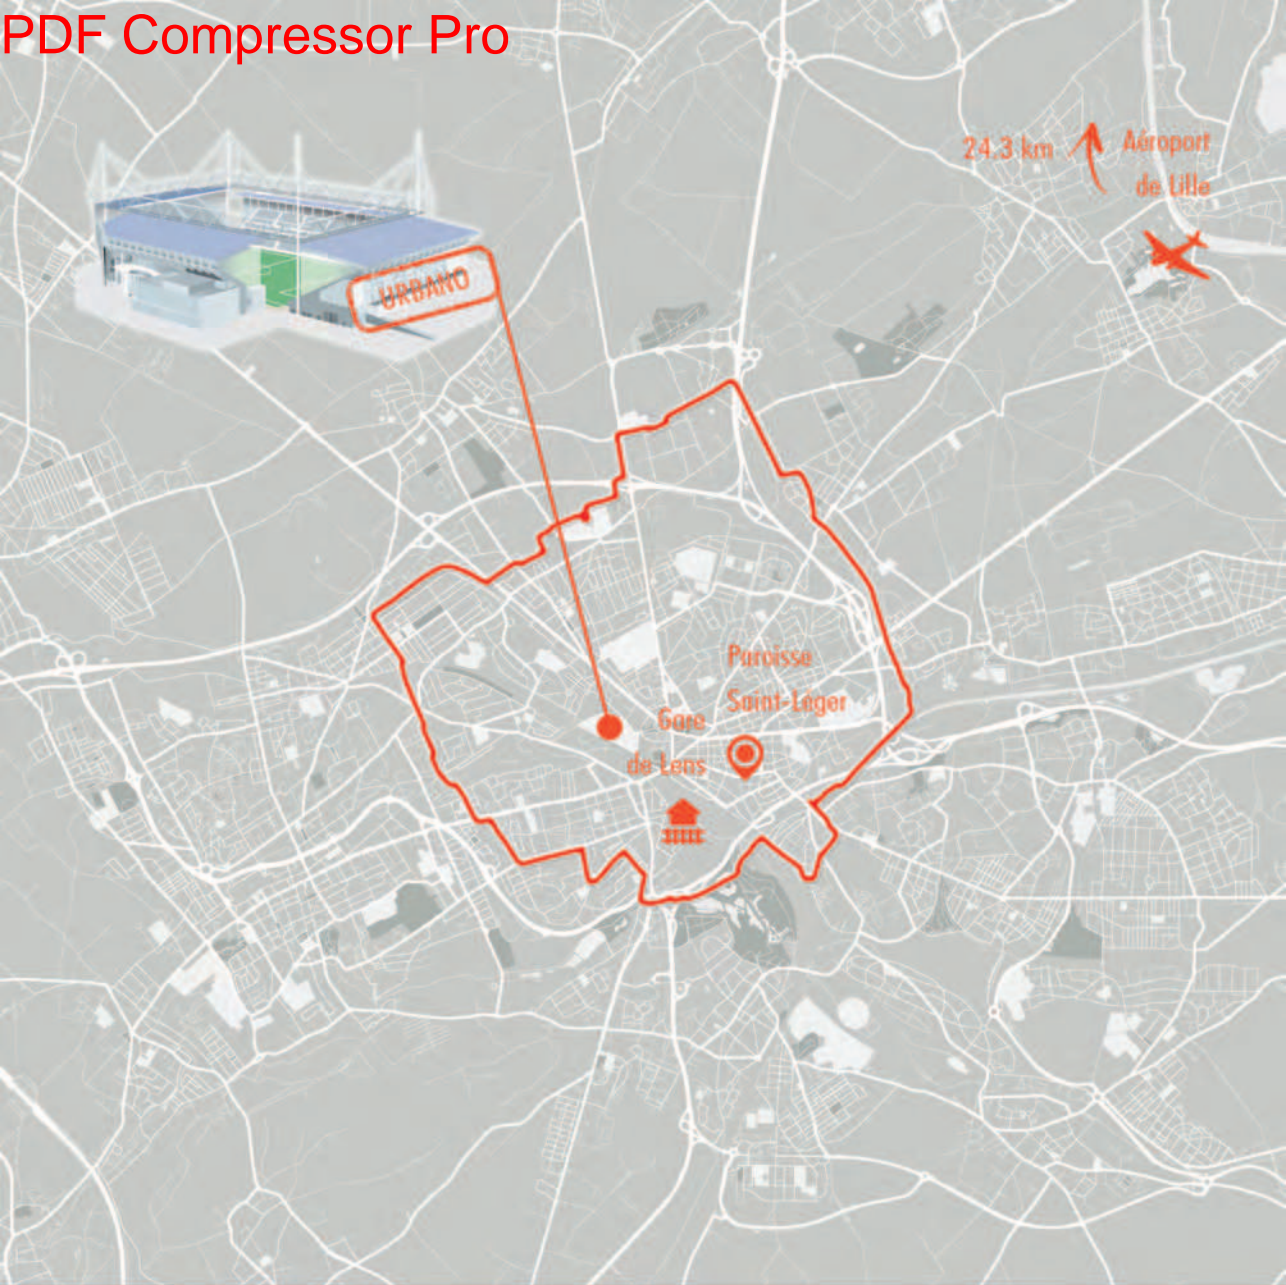 PDF Compressor Pro
24.3 km
Aéroport
de Lille
URBANO
Paroisse
Saint-Léger
Gare
de Lens